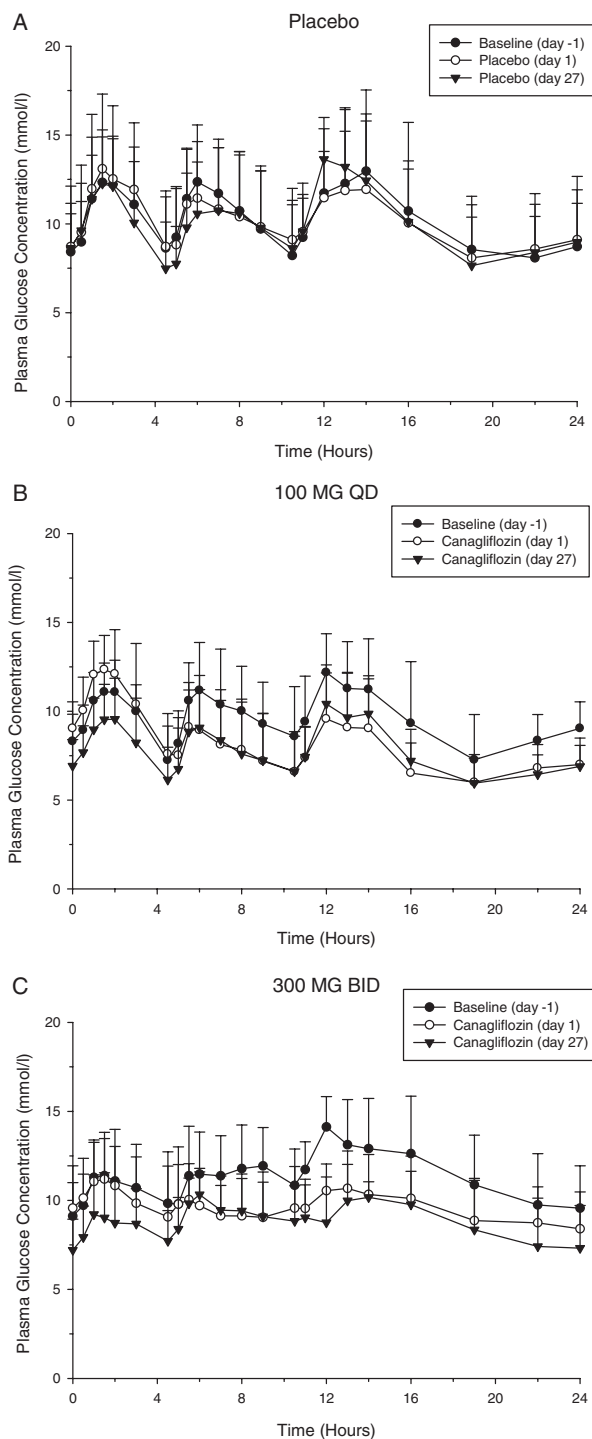 A
Placebo
Baseline (day -1)
Placebo (day 1)
Placebo (day 27)
Plasma Glucose Concentration (mmol/l)
20
15
10
5
0
0 4 8 12 16 20 24
Time (Hours)
B
100 MG QD
Baseline (day -1)
Canagliflozin (day 1)
Canagliflozin (day 27)
Plasma Glucose Concentration (mmol/l)
20
15
10
5
0
0 4 8 12 16 20 24
Time (Hours)
C
300 MG BID
Baseline (day -1)
Canagliflozin (day 1)
Canagliflozin (day 27)
Plasma Glucose Concentration (mmol/l)
20
15
10
5
0
0 4 8 12 16 20 24
Time (Hours)